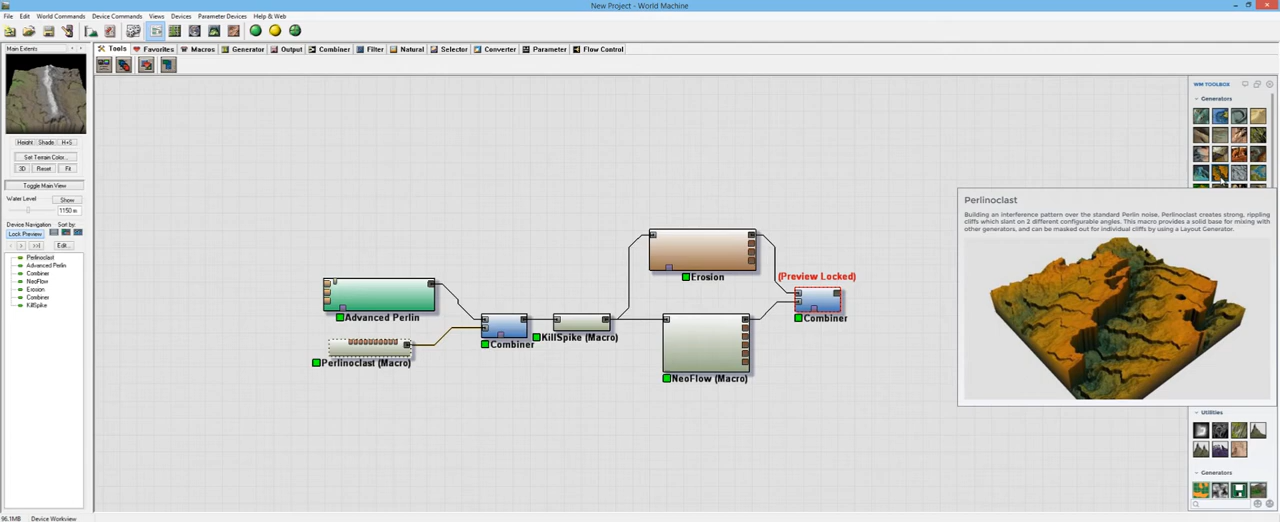 New Project - World Machine
File Edit World Commands Device Commands Views Devices Parameter Devices Help & Web
Main Extents
Tools Favorites Macros Generator Output Combiner Filter Natural Selector Converter Parameter Flow Control
Height Shade H+S
Set Terrain Color...
3D Reset Fit
Toggle Main View
Water Level Show
1150 m
Device Navigation Sort by:
Lock Preview
Edit...
Perlinoclast
Advanced Perlin
Combiner
NeoFlow
Erosion
Combiner
KillSpike
Advanced Perlin
Perlinoclast (Macro)
Combiner
KillSpike (Macro)
Erosion
NeoFlow (Macro)
(Preview Locked)
Combiner
WM TOOLBOX
Generators
Perlinoclast
Building an interference pattern over the standard Perlin noise. Perlinoclast creates strong, rippling
cliffs which slant on 2 different configurable angles. This macro provides a solid base for mixing with
other generators, and can be masked out for individual cliffs by using a Layout Generator.
Utilities
Generators
96.1MB Device Workview